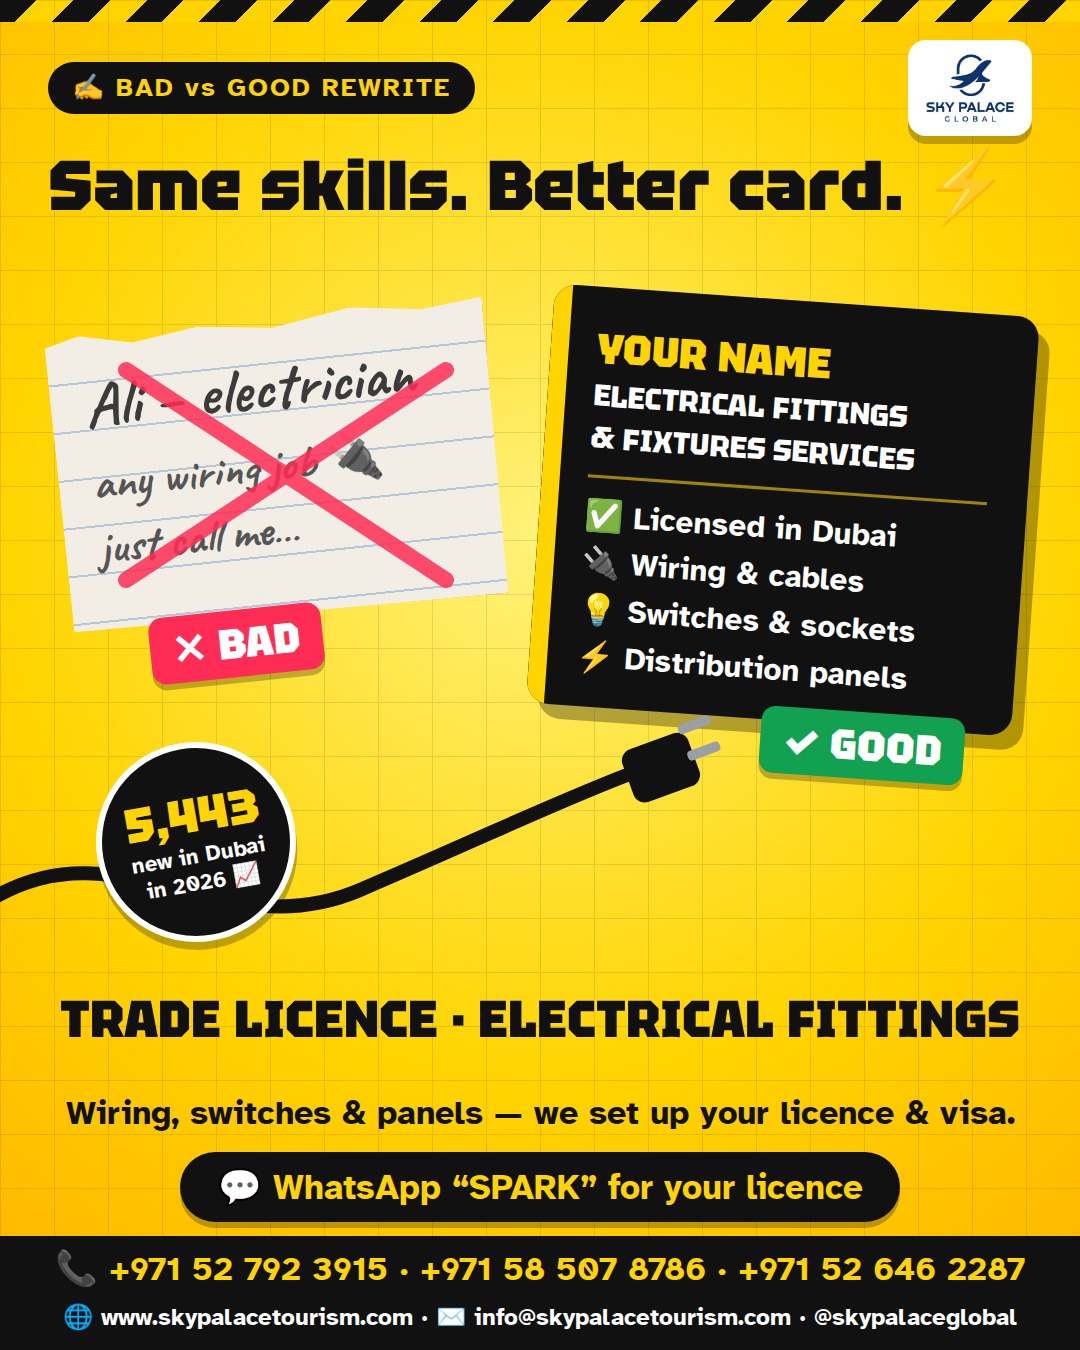 ✍️ BAD vs GOOD REWRITE
SKY PALACE
GLOBAL
Same skills. Better card. ⚡
Ali – electrician
any wiring job 🔌
just call me...
✕ BAD
YOUR NAME
ELECTRICAL FITTINGS
& FIXTURES SERVICES
✅ Licensed in Dubai
🔌 Wiring & cables
💡 Switches & sockets
⚡ Distribution panels
✓ GOOD
5,443
new in Dubai
in 2026 📈
TRADE LICENCE · ELECTRICAL FITTINGS
Wiring, switches & panels — we set up your licence & visa.
💬 WhatsApp “SPARK” for your licence
📞 +971 52 792 3915 · +971 58 507 8786 · +971 52 646 2287
🌐 www.skypalacetourism.com · ✉️ info@skypalacetourism.com · @skypalaceglobal